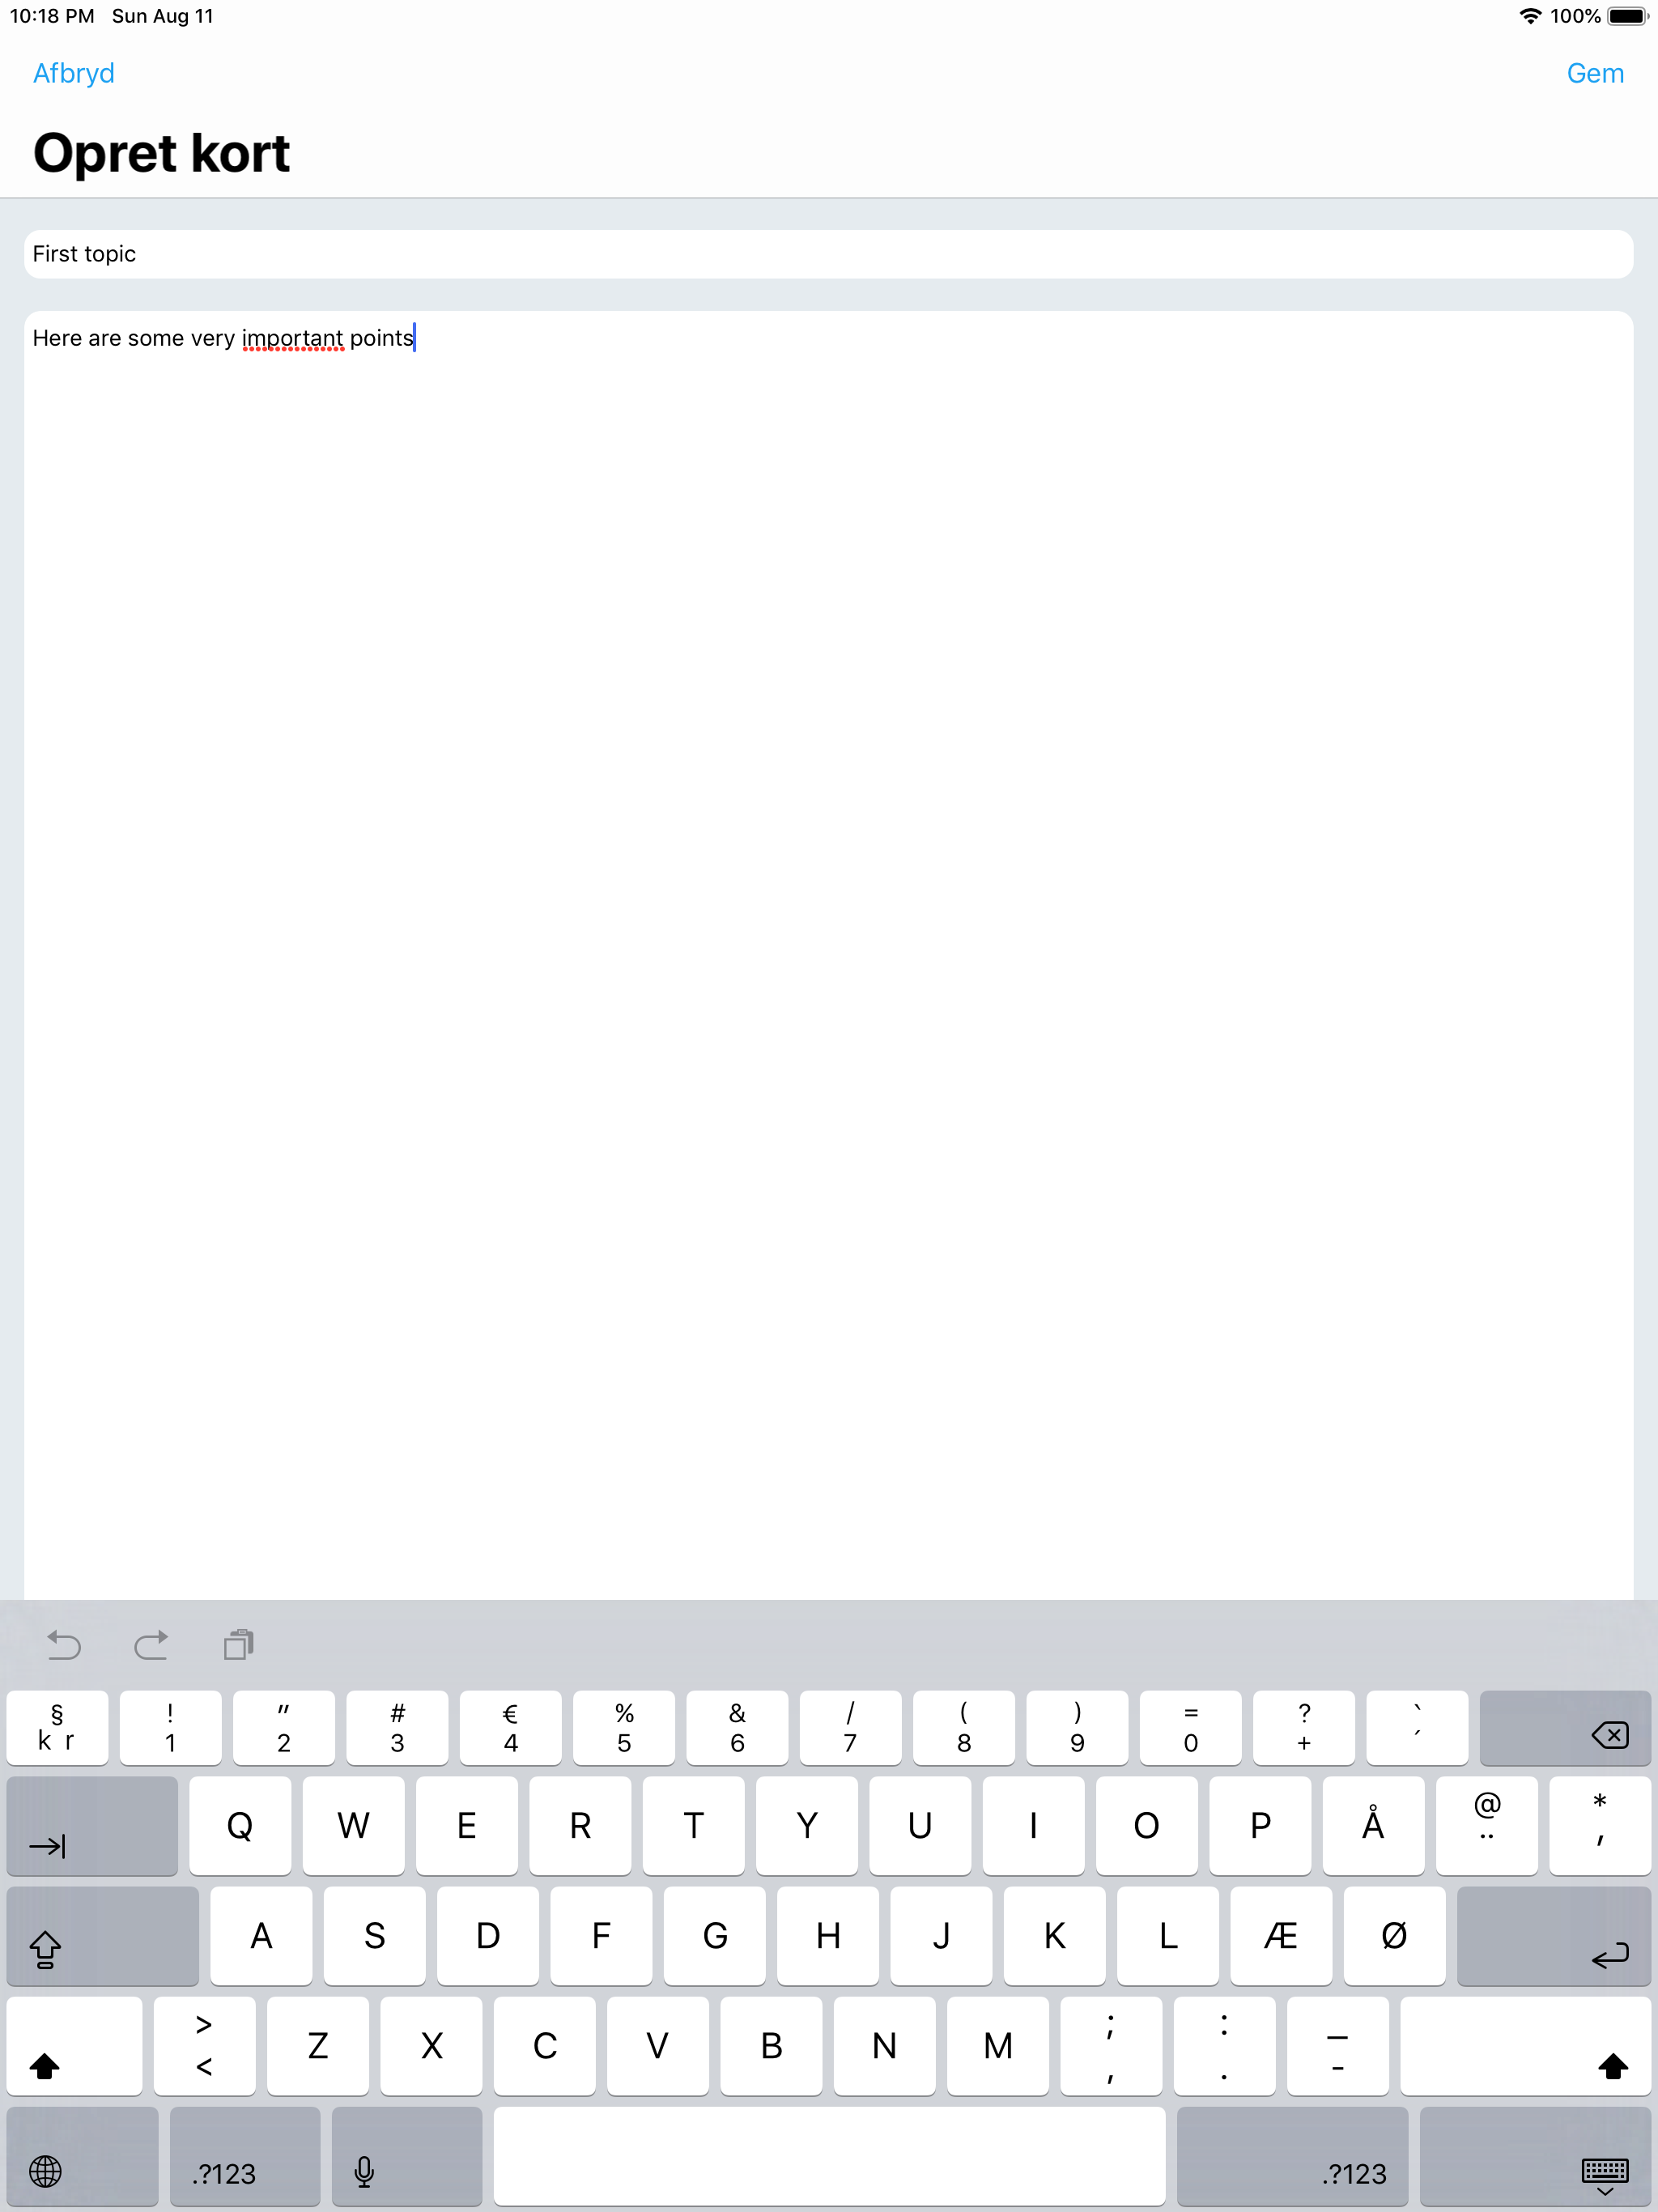 10:18 PM Sun Aug 11 100%
Afbryd Gem
Opret kort
First topic
Here are some very important points
§ ! " # € % & / ( ) = ? `
k r 1 2 3 4 5 6 7 8 9 0 + ´
Q W E R T Y U I O P Å @ ¨ * '
A S D F G H J K L Æ Ø
> < Z X C V B N M ; , : . _ -
.?123 .?123